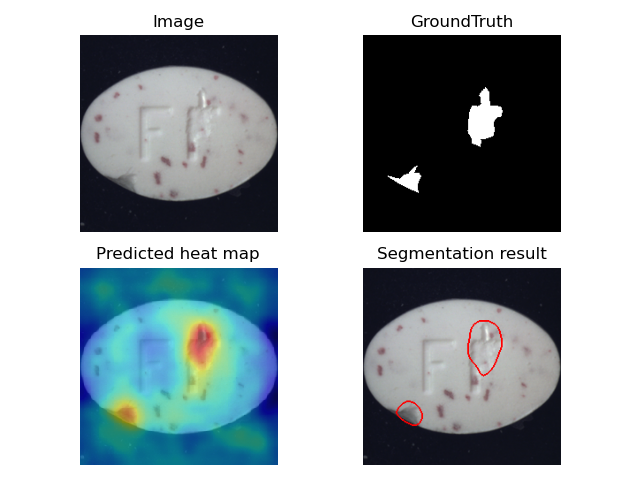 Image
GroundTruth
F
Predicted heat map
Segmentation result
F
F